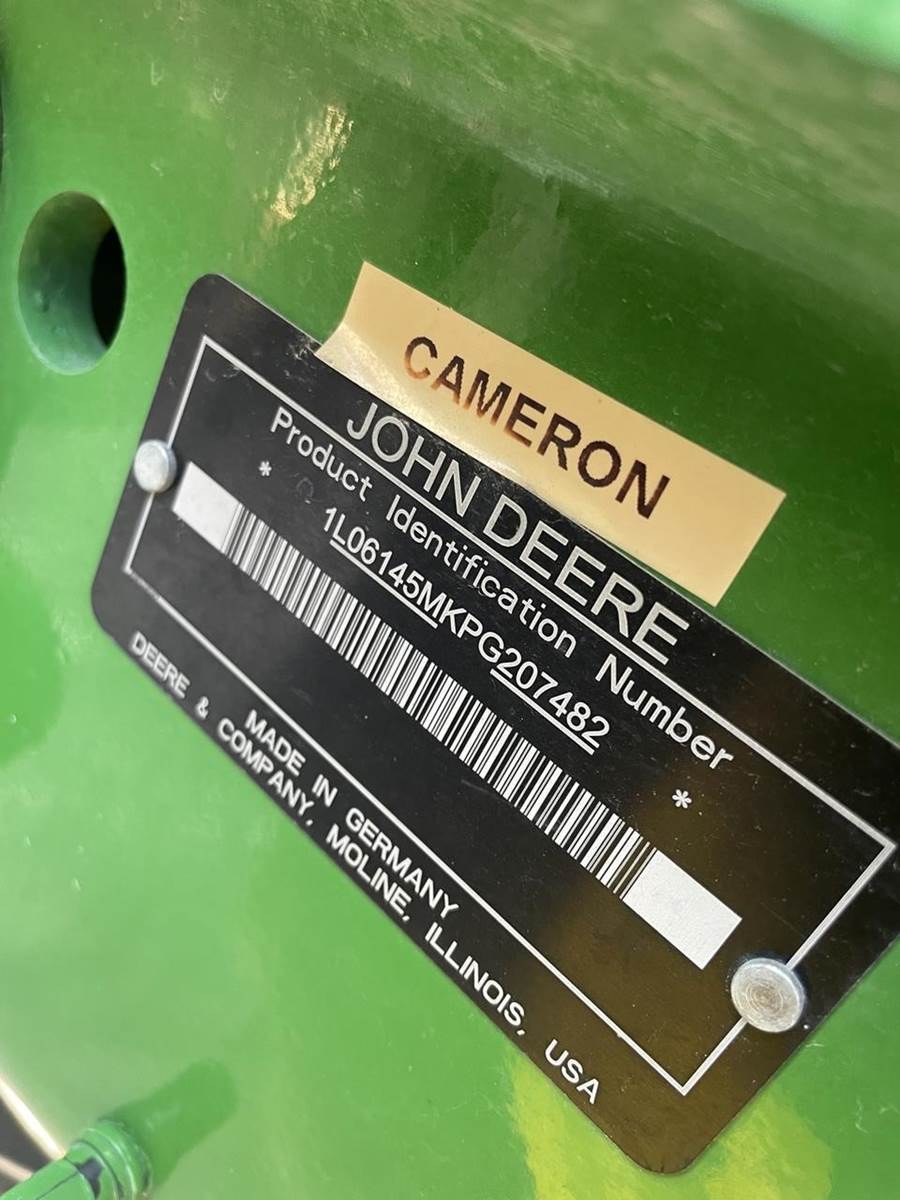 CAMERON
JOHN DEERE
Product Identification Number
* 1L06145MKPG207482 *
MADE IN GERMANY
DEERE & COMPANY, MOLINE, ILLINOIS, USA